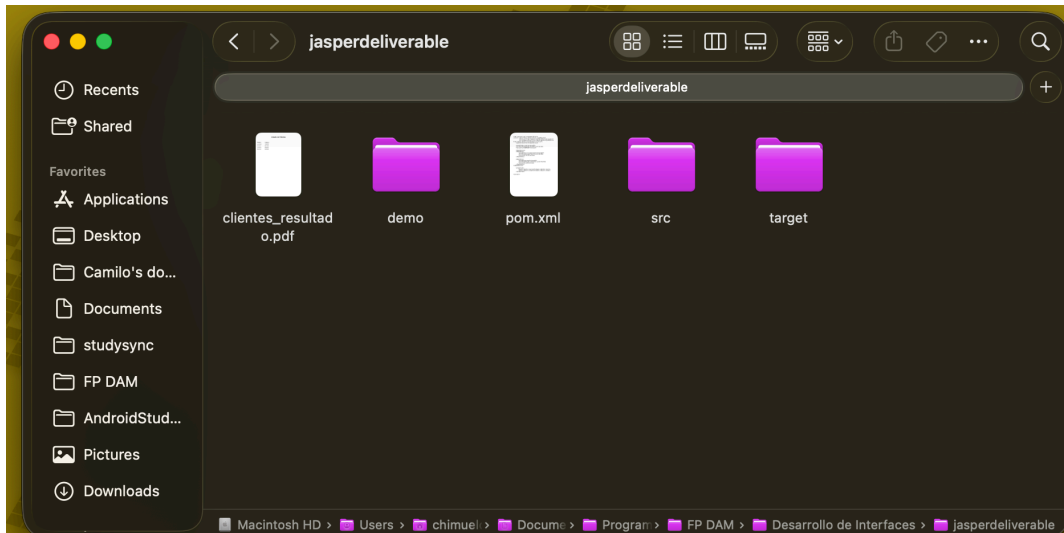 jasperdeliverable
jasperdeliverable
Recents
Shared
Favorites
Applications
Desktop
Camilo's do...
Documents
studysync
FP DAM
AndroidStud...
Pictures
Downloads
clientes_resultad
o.pdf
demo
pom.xml
src
target
Macintosh HD › Users › chimuel › Docume › Program › FP DAM › Desarrollo de Interfaces › jasperdeliverable